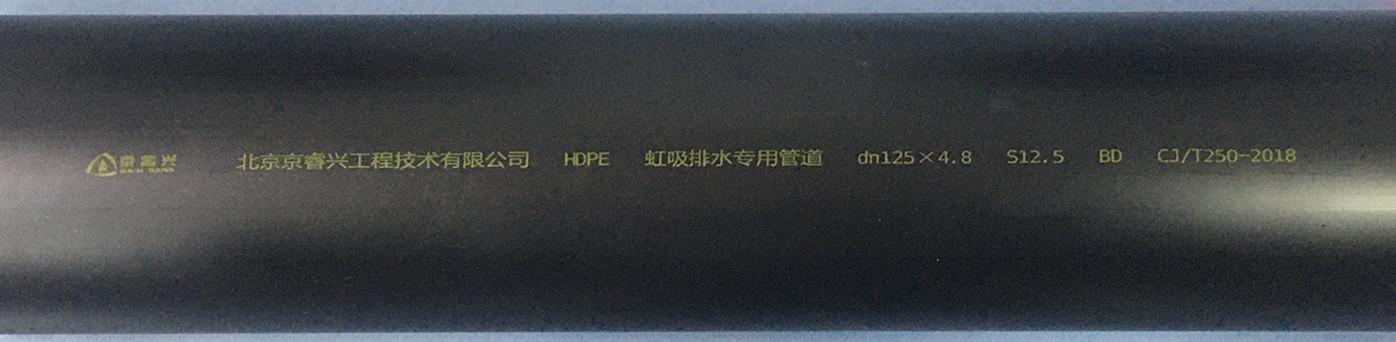 京睿兴 北京京睿兴工程技术有限公司 HDPE 虹吸排水专用管道 dn125×4.8 S12.5 BD CJ/T250-2018